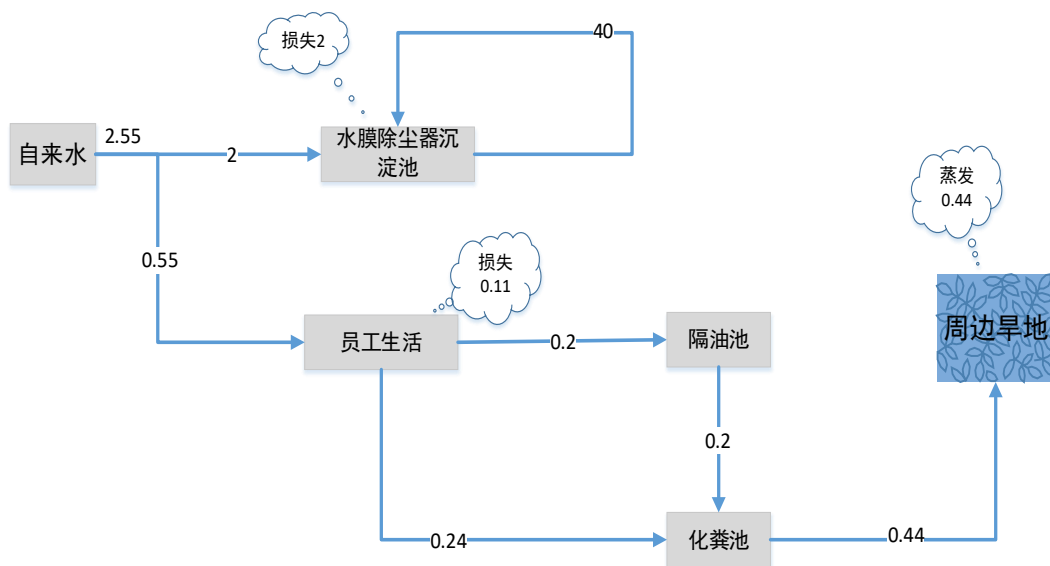 损失2
40
自来水
2.55
2
水膜除尘器沉
淀池
蒸发
0.44
0.55
损失
0.11
员工生活
0.2
隔油池
周边旱地
0.2
0.24
化粪池
0.44